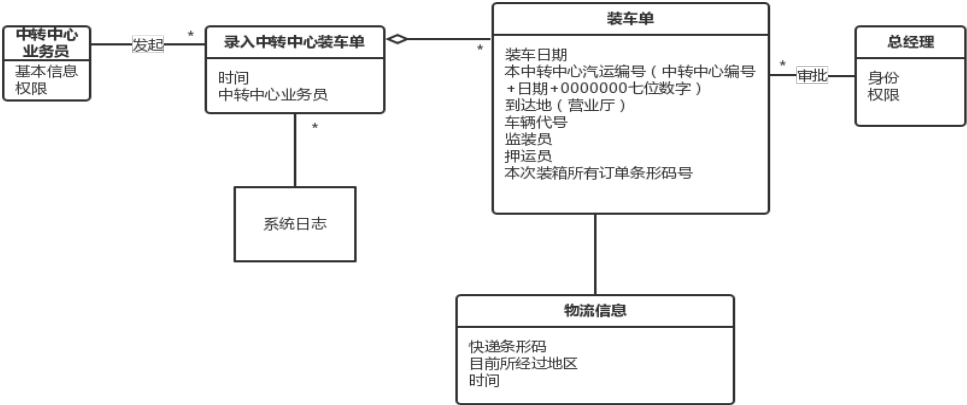 中转中心
业务员
基本信息
权限
发起
*
录入中转中心装车单
时间
中转中心业务员
*
系统日志
*
装车单
装车日期
本中转中心汽运编号（中转中心编号
+日期+0000000七位数字）
到达地（营业厅）
车辆代号
监装员
押运员
本次装箱所有订单条形码号
*
审批
总经理
身份
权限
物流信息
快递条形码
目前所经过地区
时间